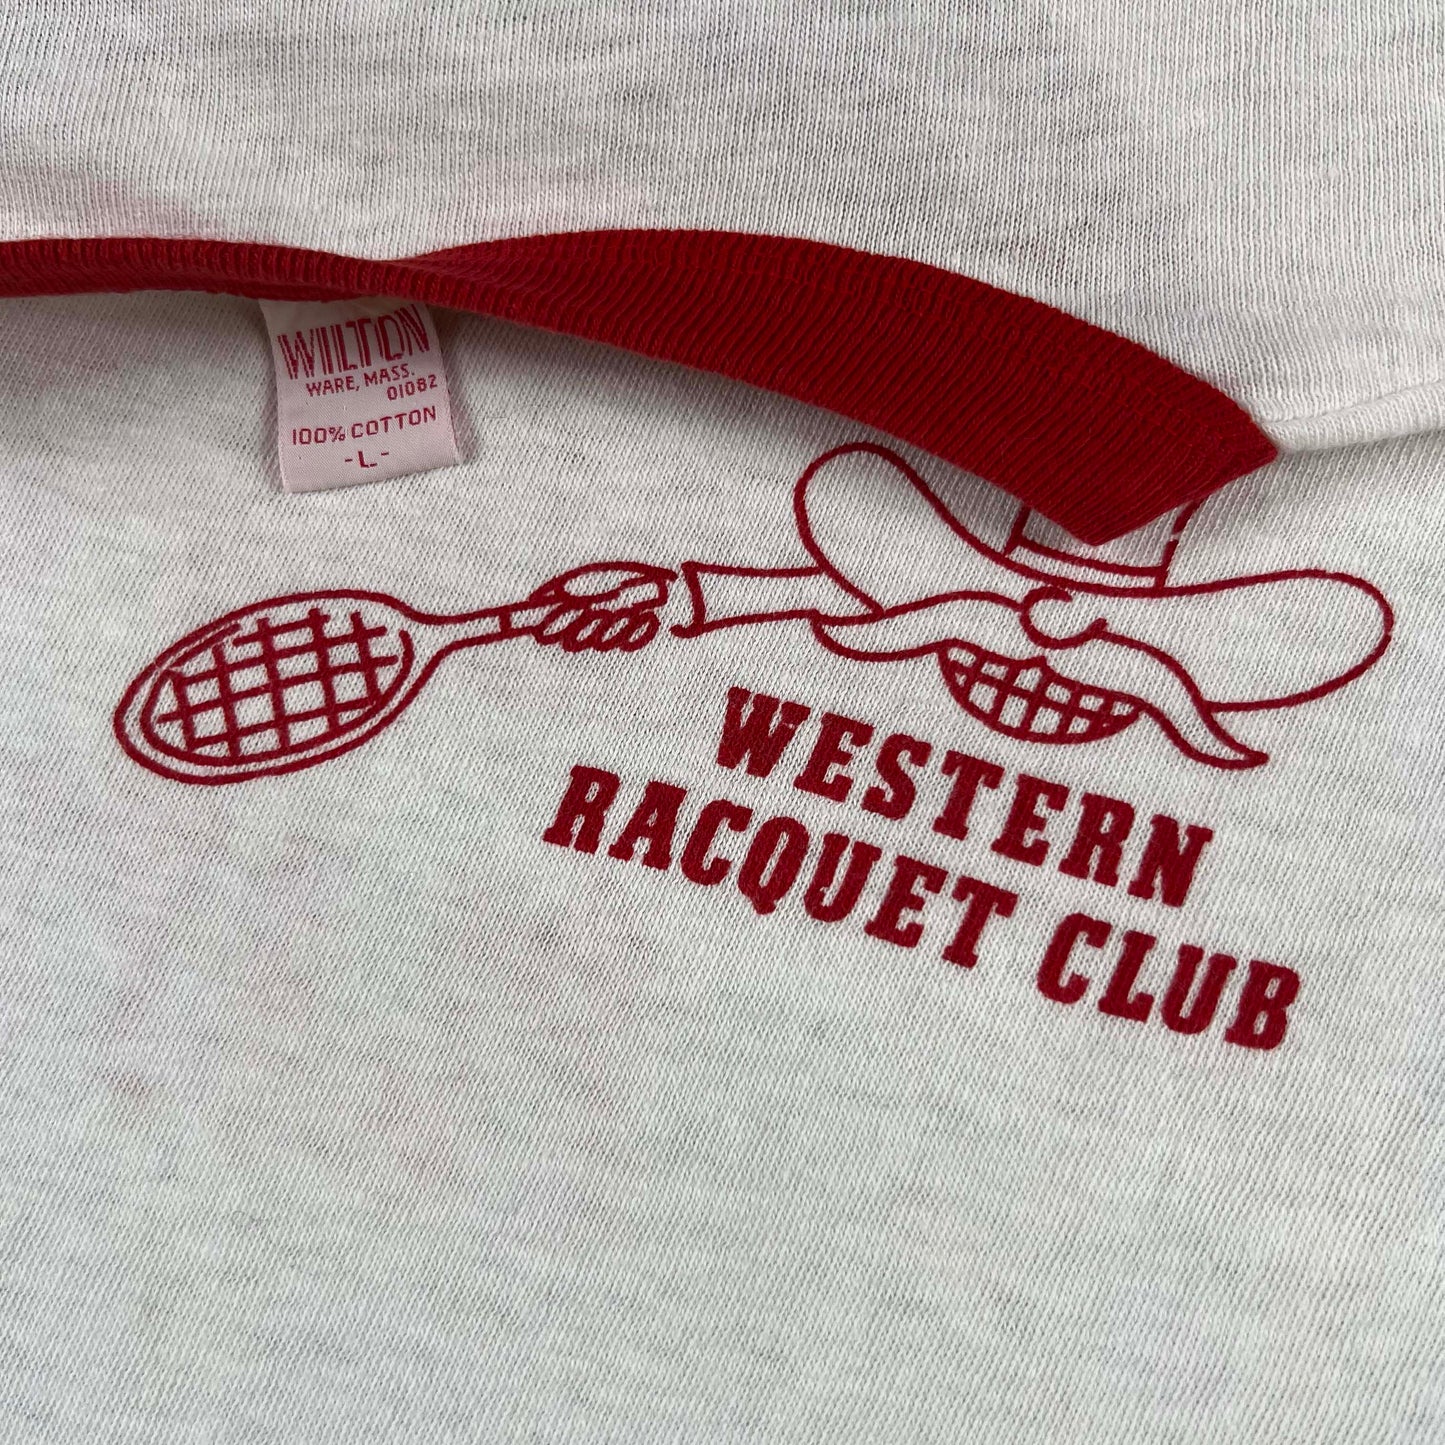 WILTON
WARE, MASS.
01082
100% COTTON
-L-
WESTERN
RACQUET CLUB